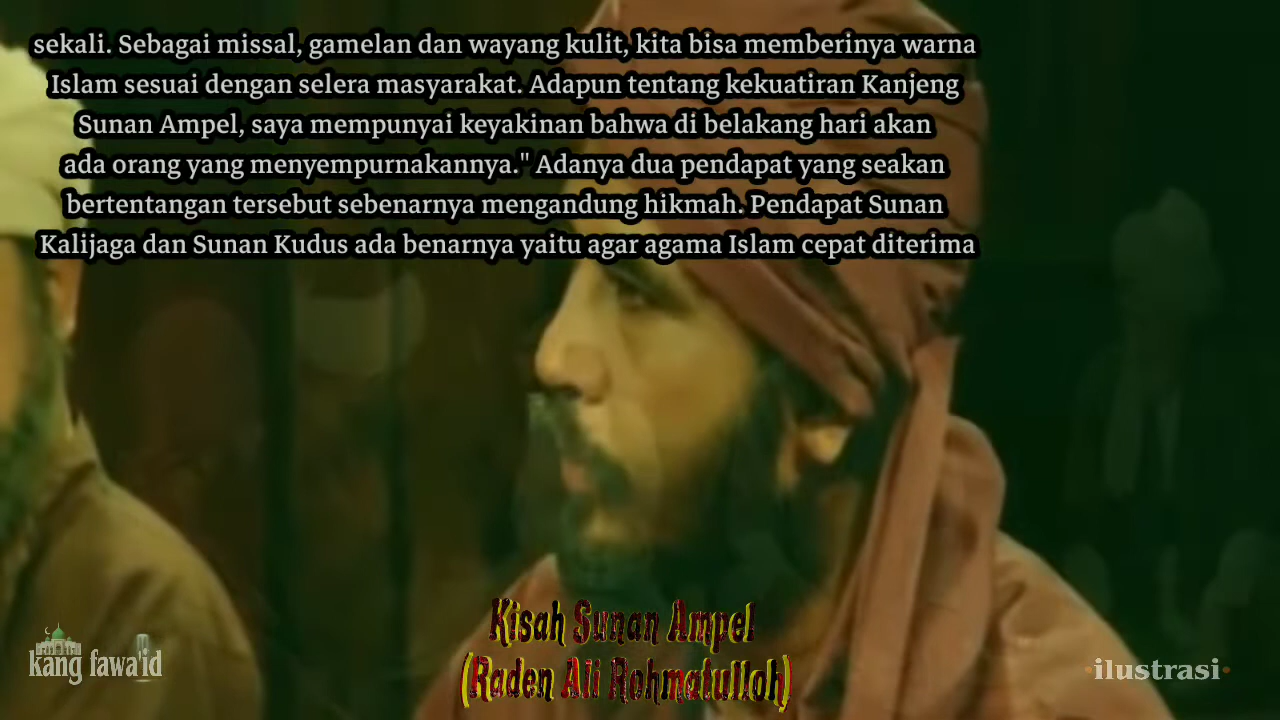 sekali. Sebagai missal, gamelan dan wayang kulit, kita bisa memberinya warna
Islam sesuai dengan selera masyarakat. Adapun tentang kekuatiran Kanjeng
Sunan Ampel, saya mempunyai keyakinan bahwa di belakang hari akan
ada orang yang menyempurnakannya." Adanya dua pendapat yang seakan
bertentangan tersebut sebenarnya mengandung hikmah. Pendapat Sunan
Kalijaga dan Sunan Kudus ada benarnya yaitu agar agama Islam cepat diterima
Kisah Sunan Ampel
(Raden Ali Rohmatulloh)
kang fawa'id
·ilustrasi·